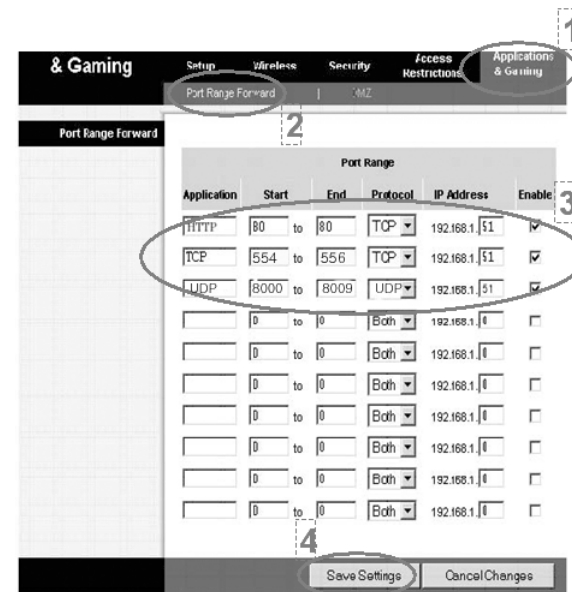 1
& Gaming Setup Wireless Security Access Restrictions Applications & Gaming
Port Range Forward | DMZ
2
Port Range Forward
Port Range
Application Start End Protocol IP Address Enable
3
HTTP 80 to 80 TCP 192.168.1. 51
TCP 554 to 556 TCP 192.168.1. 51
UDP 8000 to 8009 UDP 192.168.1. 51
0 to 0 Both 192.168.1. 0
0 to 0 Both 192.168.1. 0
0 to 0 Both 192.168.1. 0
0 to 0 Both 192.168.1. 0
0 to 0 Both 192.168.1. 0
0 to 0 Both 192.168.1. 0
0 to 0 Both 192.168.1. 0
4
Save Settings Cancel Changes